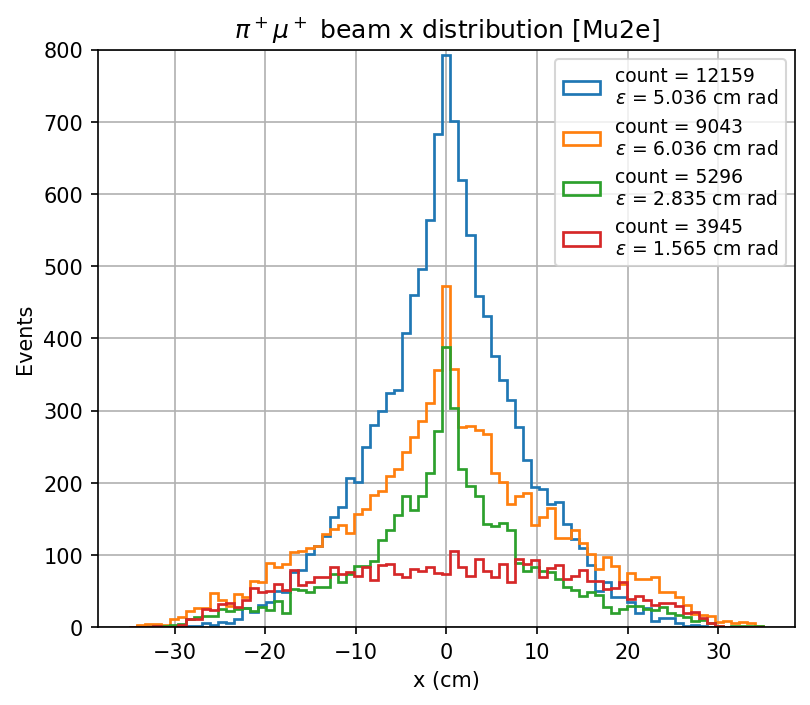 π⁺μ⁺ beam x distribution [Mu2e]
count = 12159
ε = 5.036 cm rad
count = 9043
ε = 6.036 cm rad
count = 5296
ε = 2.835 cm rad
count = 3945
ε = 1.565 cm rad
Events
800
700
600
500
400
300
200
100
0
−30 −20 −10 0 10 20 30
x (cm)